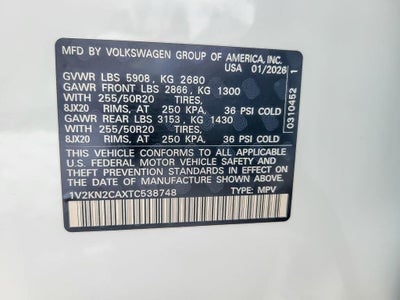 MFD BY VOLKSWAGEN GROUP OF AMERICA, INC.
USA 01/2026
GVWR LBS 5908, KG 2680
GAWR FRONT LBS 2866, KG 1300
WITH 255/50R20 TIRES,
8JX20 RIMS, AT 250 KPA, 36 PSI COLD
GAWR REAR LBS 3153, KG 1430
WITH 255/50R20 TIRES,
8JX20 RIMS, AT 250 KPA, 36 PSI COLD
THIS VEHICLE CONFORMS TO ALL APPLICABLE
U.S. FEDERAL MOTOR VEHICLE
SAFETY AND THEFT PREVENTION STANDARDS IN EFFECT
ON THE DATE OF MANUFACTURE SHOWN ABOVE.
1V2KN2CAXTC538748 TYPE: MPV
0310452 1